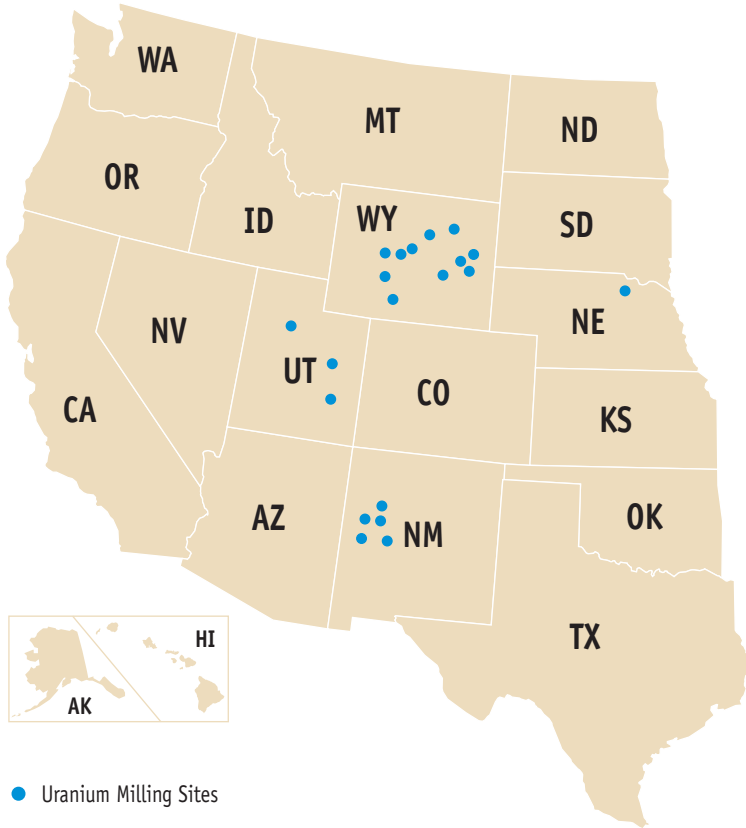 WA
MT
ND
OR
ID
WY
SD
NV
NE
UT
CO
CA
KS
AZ
NM
OK
TX
HI
AK
Uranium Milling Sites